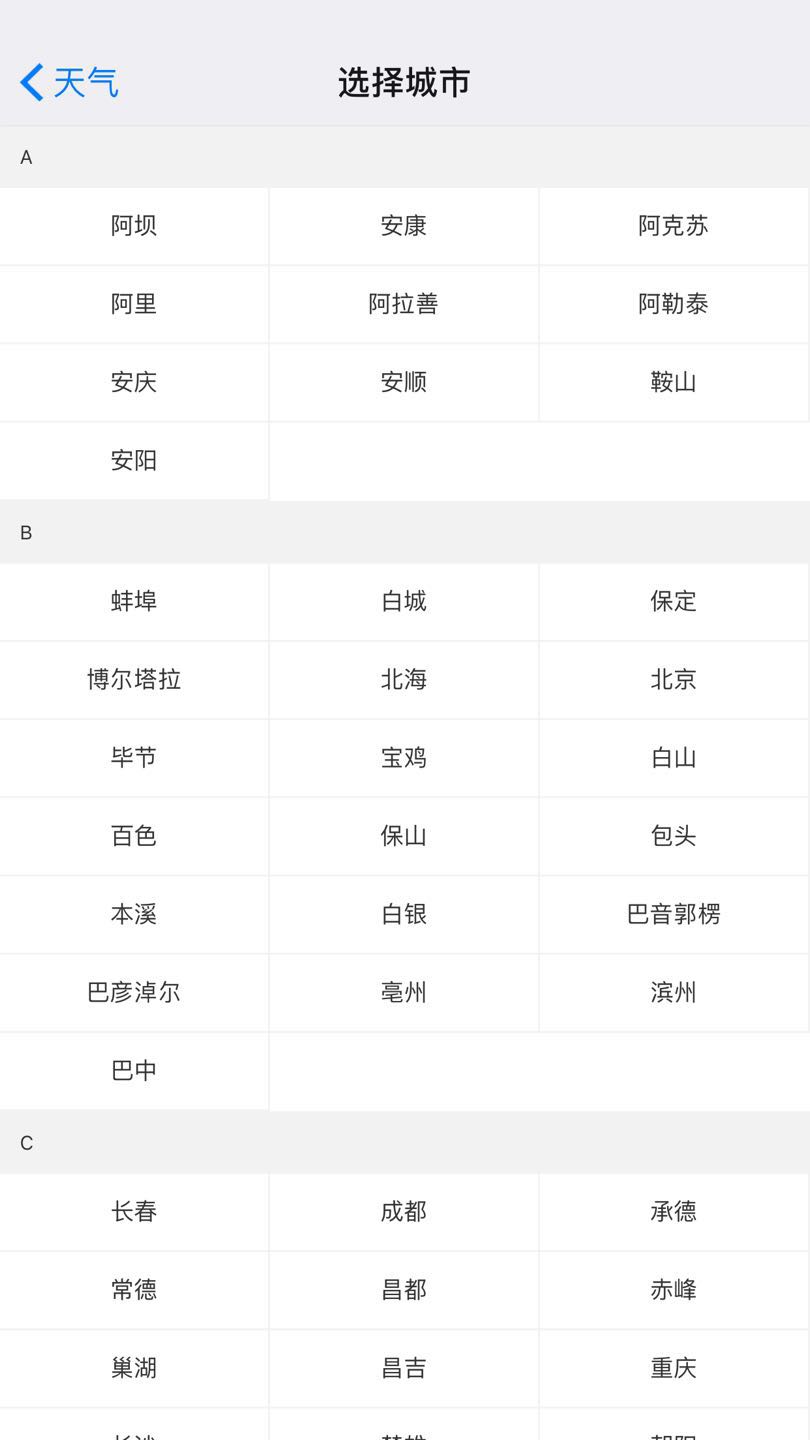 天气 选择城市
A
阿坝 安康 阿克苏
阿里 阿拉善 阿勒泰
安庆 安顺 鞍山
安阳
B
蚌埠 白城 保定
博尔塔拉 北海 北京
毕节 宝鸡 白山
百色 保山 包头
本溪 白银 巴音郭楞
巴彦淖尔 亳州 滨州
巴中
C
长春 成都 承德
常德 昌都 赤峰
巢湖 昌吉 重庆